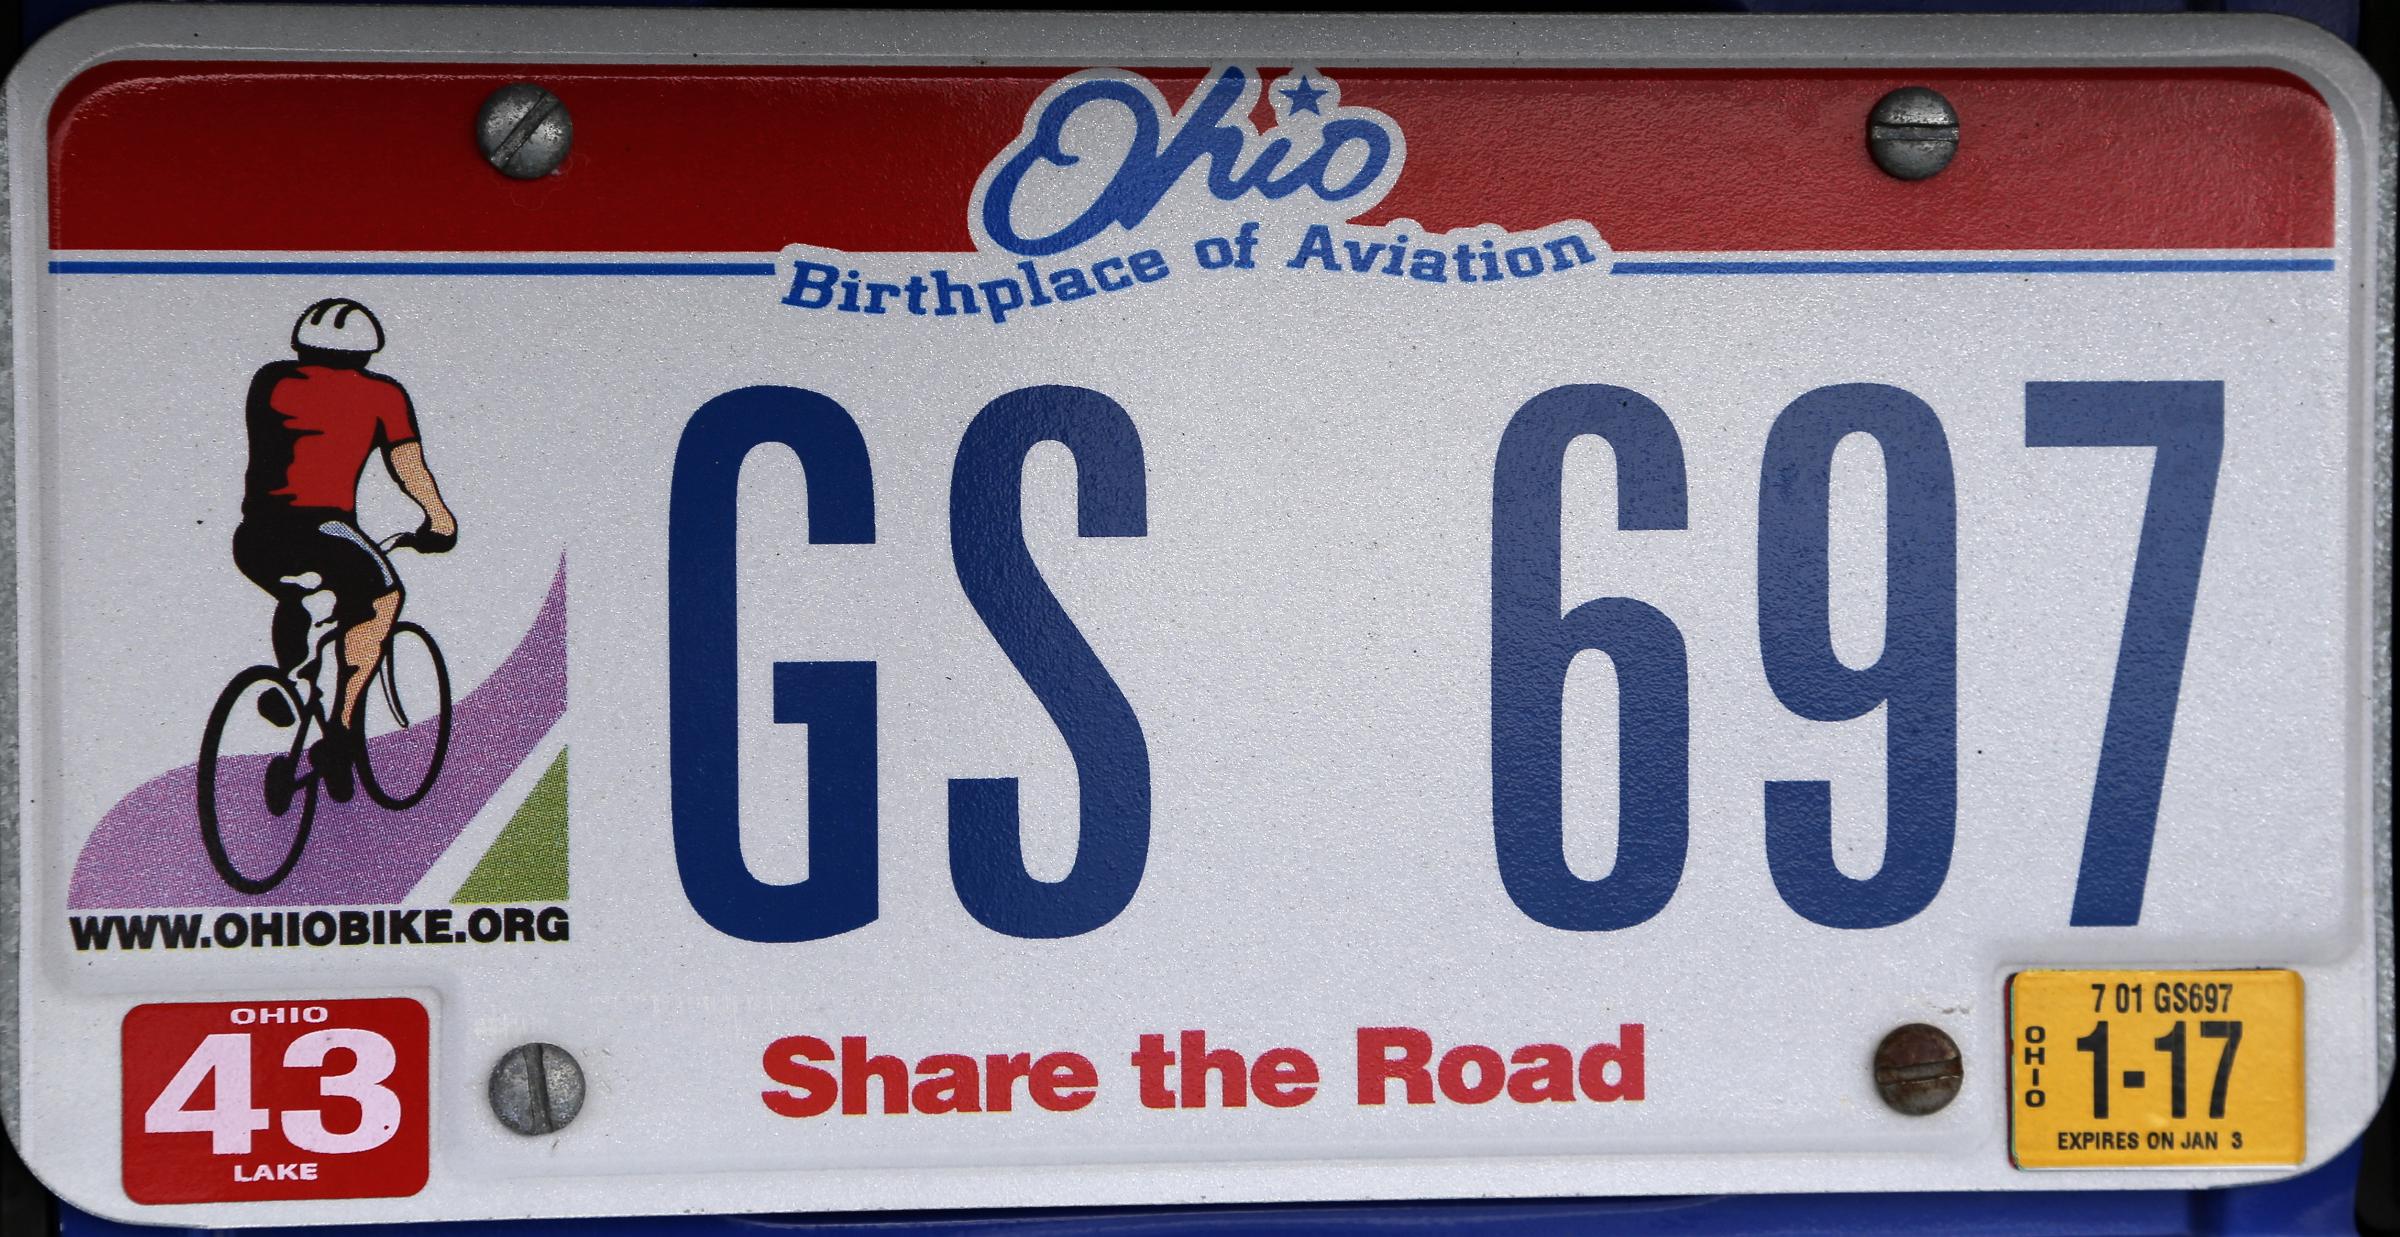 Ohio
Birthplace of Aviation
GS 697
WWW.OHIOBIKE.ORG
OHIO
43
LAKE
Share the Road
7 01 GS697
OHIO
1-17
EXPIRES ON JAN 3